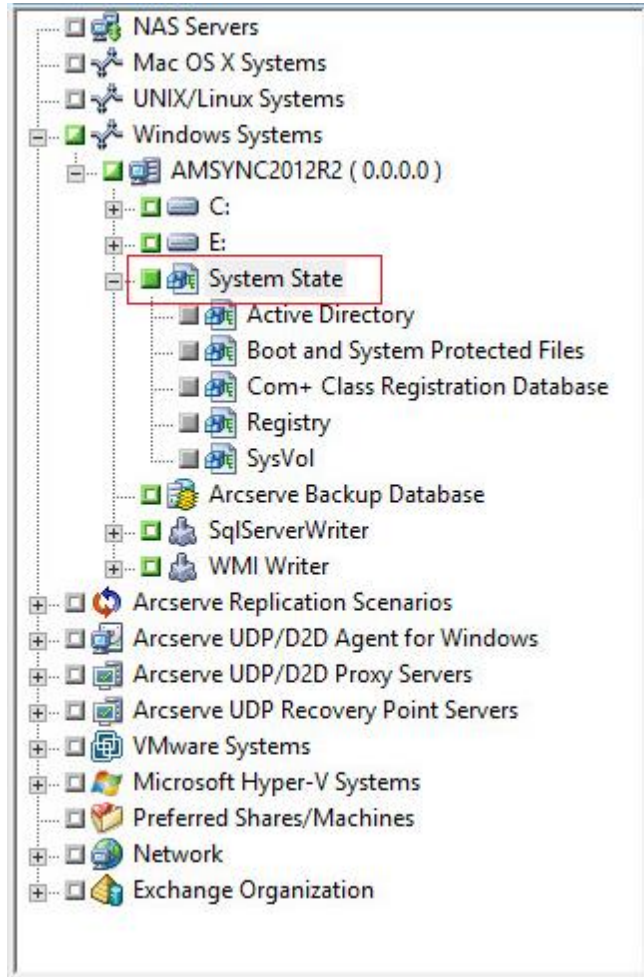 NAS Servers
Mac OS X Systems
UNIX/Linux Systems
Windows Systems
AMSYNC2012R2 ( 0.0.0.0 )
C:
E:
System State
Active Directory
Boot and System Protected Files
Com+ Class Registration Database
Registry
SysVol
Arcserve Backup Database
SqlServerWriter
WMI Writer
Arcserve Replication Scenarios
Arcserve UDP/D2D Agent for Windows
Arcserve UDP/D2D Proxy Servers
Arcserve UDP Recovery Point Servers
VMware Systems
Microsoft Hyper-V Systems
Preferred Shares/Machines
Network
Exchange Organization